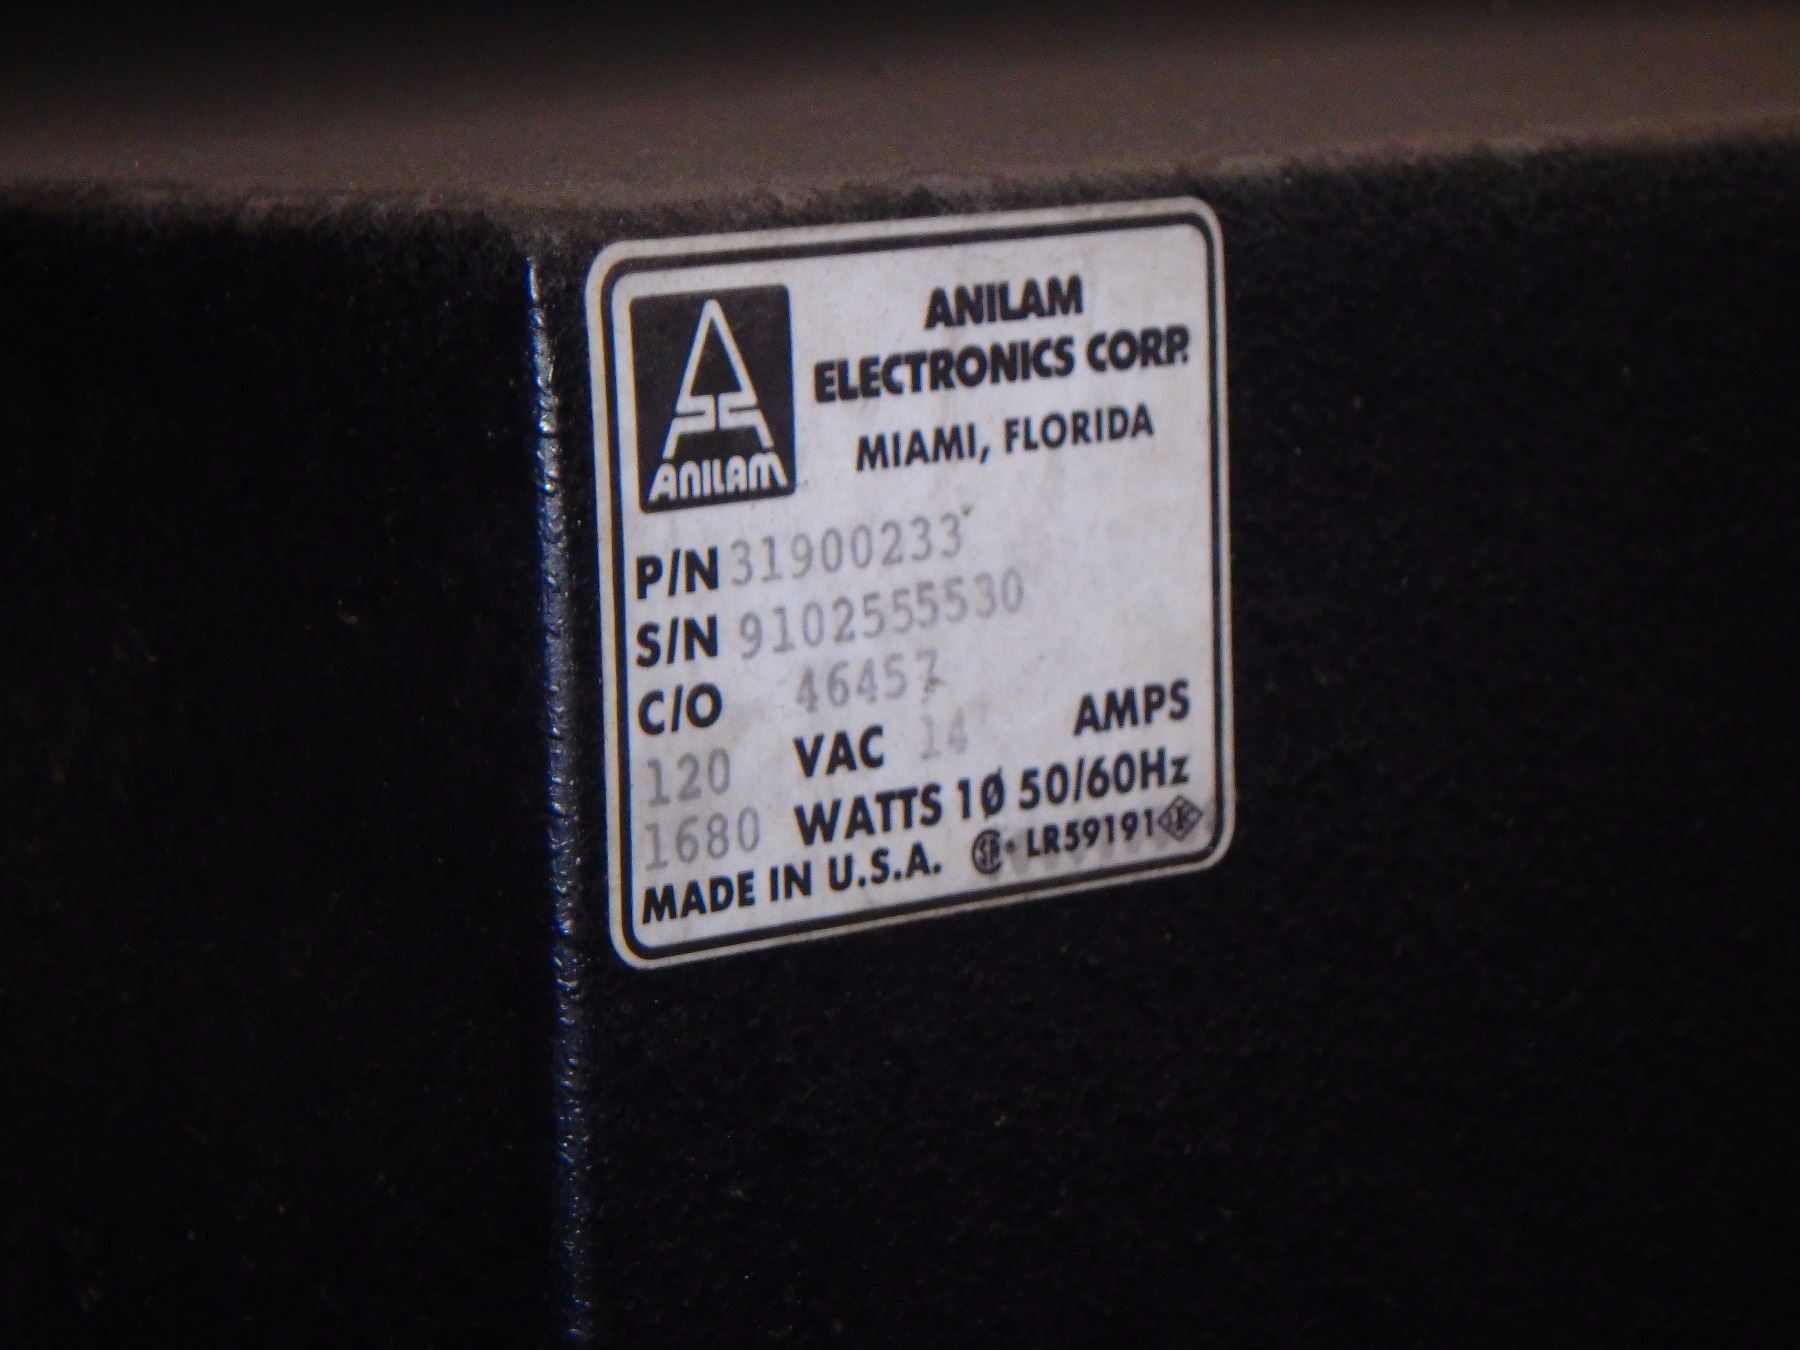 ANILAM
ANILAM
ELECTRONICS CORP.
MIAMI, FLORIDA
P/N 31900233
S/N 9102555530
C/O 46457
120 VAC 14 AMPS
1680 WATTS 1Ø 50/60Hz
MADE IN U.S.A. LR59191